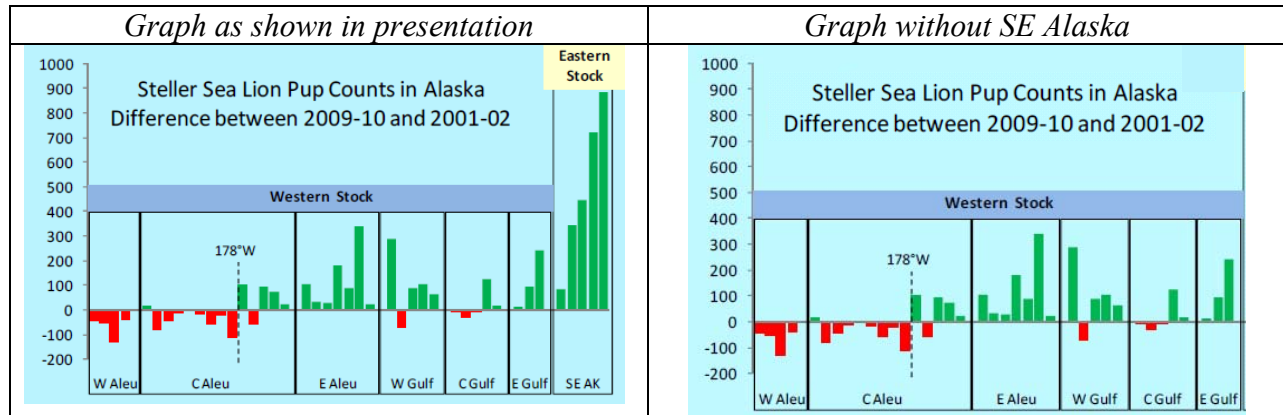 Graph as shown in presentation
Graph without SE Alaska
Eastern
Stock
Steller Sea Lion Pup Counts in Alaska
Difference between 2009-10 and 2001-02
1000
900
800
700
600
500
400
300
200
100
0
-100
-200
Western Stock
178°W
W Aleu
C Aleu
E Aleu
W Gulf
C Gulf
E Gulf
SE AK
Steller Sea Lion Pup Counts in Alaska
Difference between 2009-10 and 2001-02
1000
900
800
700
600
500
400
300
200
100
0
-100
-200
Western Stock
178°W
W Aleu
C Aleu
E Aleu
W Gulf
C Gulf
E Gulf